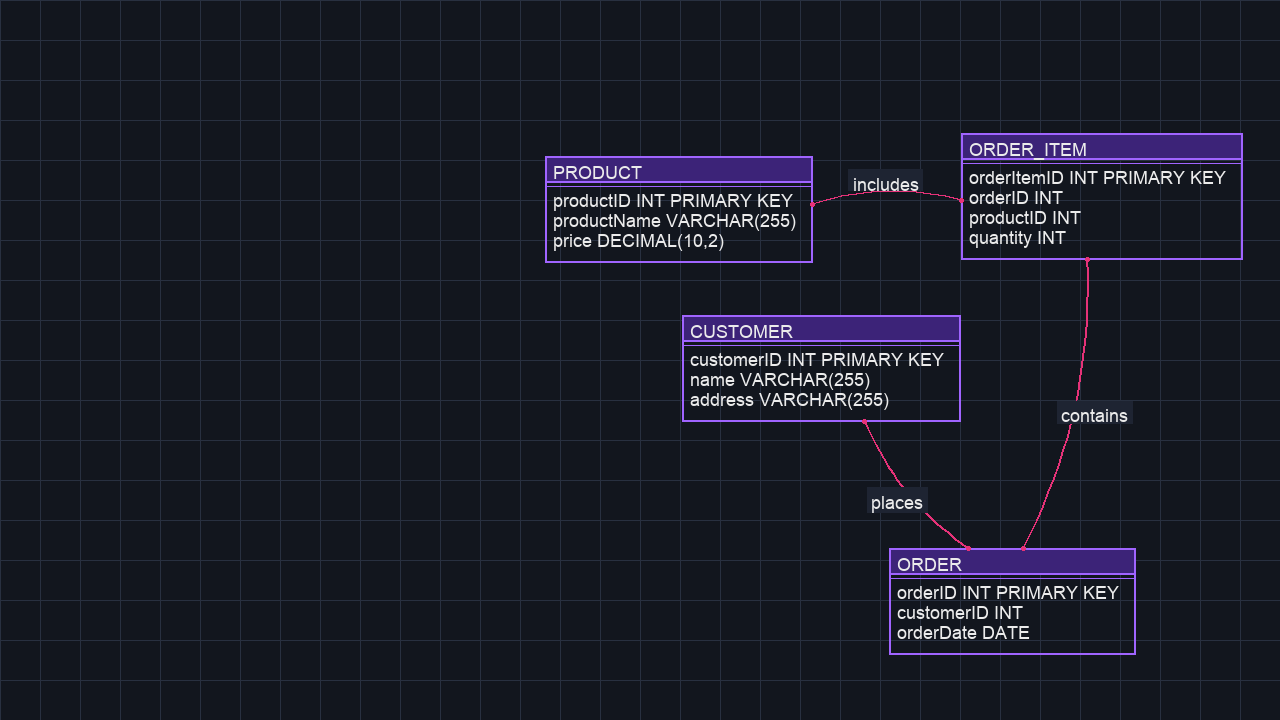 PRODUCT
productID INT PRIMARY KEY
productName VARCHAR(255)
price DECIMAL(10,2)
includes
ORDER_ITEM
orderItemID INT PRIMARY KEY
orderID INT
productID INT
quantity INT
CUSTOMER
customerID INT PRIMARY KEY
name VARCHAR(255)
address VARCHAR(255)
contains
places
ORDER
orderID INT PRIMARY KEY
customerID INT
orderDate DATE